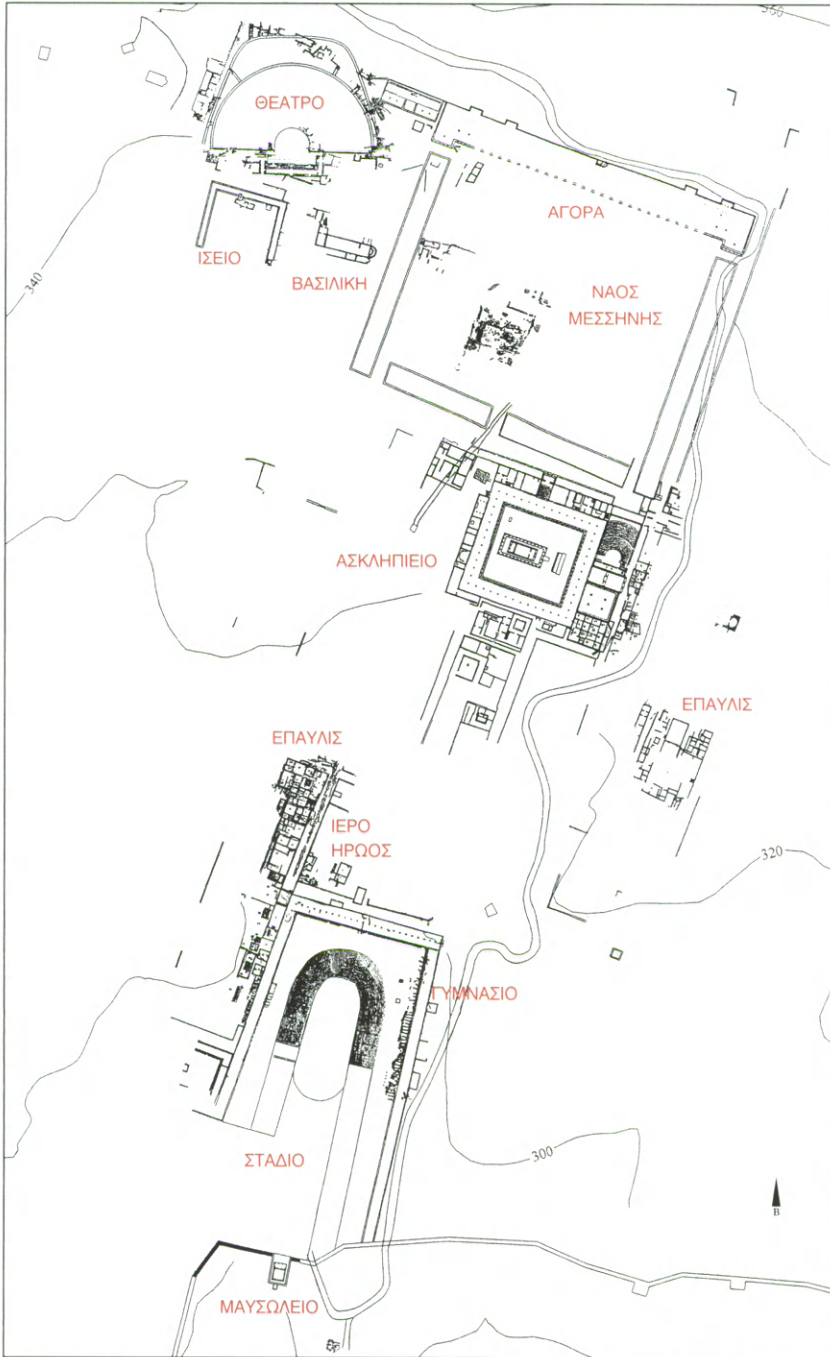 360
ΘΕΑΤΡΟ
ΑΓΟΡΑ
ΙΣΕΙΟ
ΒΑΣΙΛΙΚΗ
340
ΝΑΟΣ
ΜΕΣΣΗΝΗΣ
ΑΣΚΛΗΠΙΕΙΟ
ΕΠΑΥΛΙΣ
ΕΠΑΥΛΙΣ
ΙΕΡΟ
ΗΡΩΟΣ
320
ΓΥΜΝΑΣΙΟ
300
ΣΤΑΔΙΟ
Β
ΜΑΥΣΩΛΕΙΟ